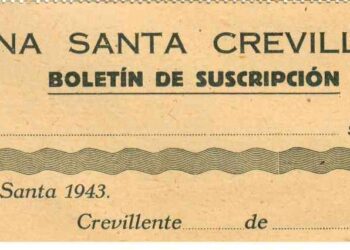 NA SANTA CREVILL
BOLETÍN DE SUSCRIPCIÓN
Santa 1943.
Crevillente ........ de ........